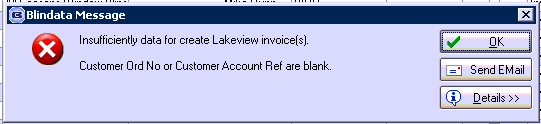 Blindata Message
Insufficiently data for create Lakeview invoice(s).
Customer Ord No or Customer Account Ref are blank.
OK
Send EMail
Details >>